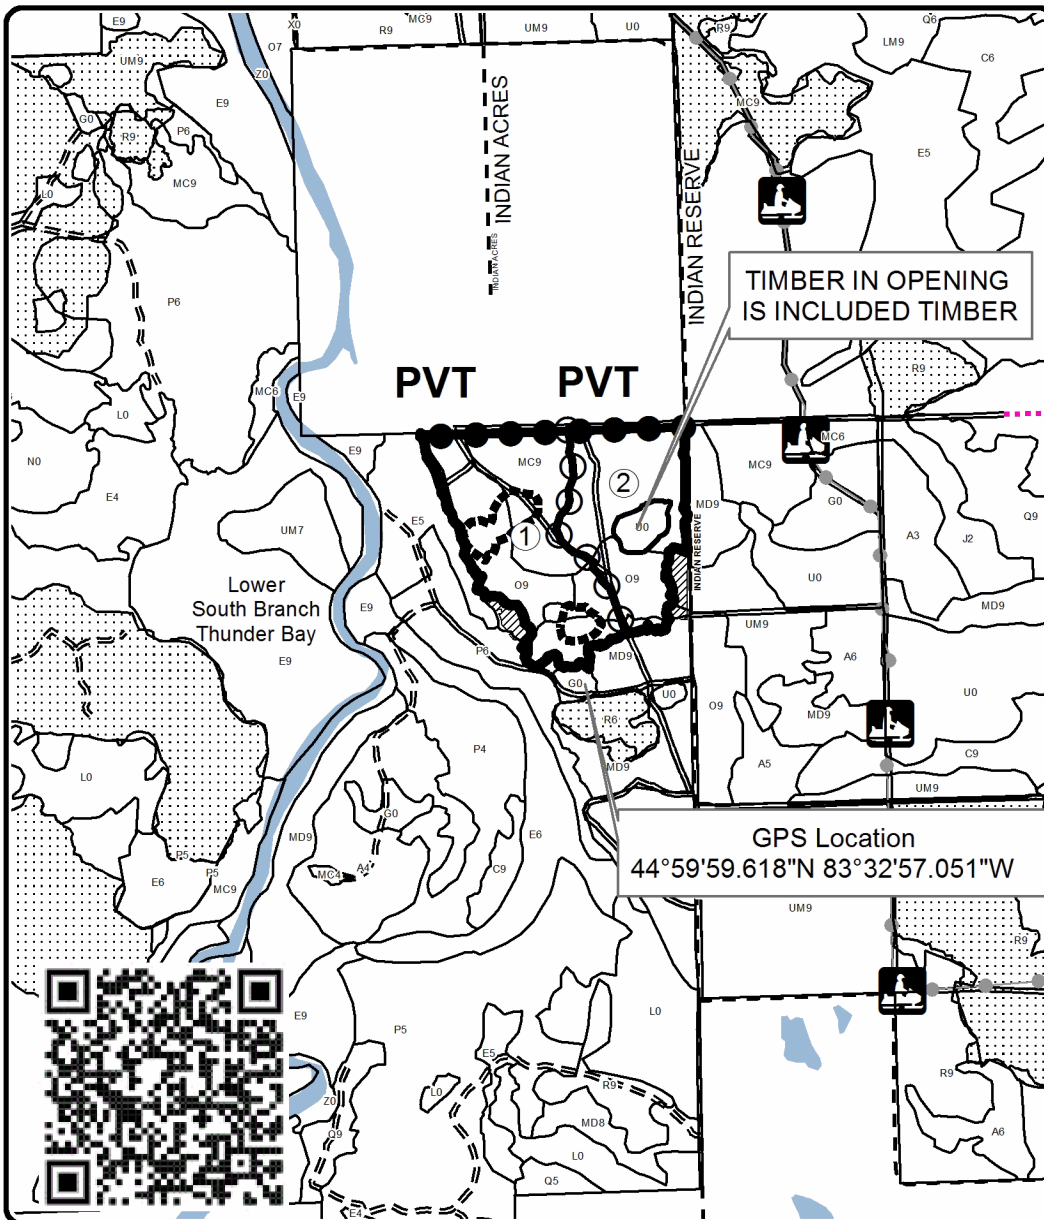 E9
X0
MC9
R9
UM9
U0
R9
Q6
LM9
C6
O7
UM9
Z0
E9
MC9
G0
R9
P6
E5
MC9
L0
INDIAN ACRES
INDIAN RESERVE
INDIAN ACRES
TIMBER IN OPENING
IS INCLUDED TIMBER
P6
R9
PVT
PVT
MC6
E9
L0
MC6
E9
N0
MC9
MC9
E4
2
MD9
G0
Q9
UM7
E5
1
U0
A3
J2
INDIAN RESERVE
Lower
South Branch
Thunder Bay
O9
O9
U0
E9
MD9
UM9
E9
P6
MD9
A6
G0
U0
U0
O9
R6
MD9
P4
MD9
A5
C9
L0
UM9
G0
E6
MD9
GPS Location
44°59'59.618"N 83°32'57.051"W
P5
E6
P5
MC9
MC4
A4
C9
UM9
R9
E9
L0
P5
E5
R9
L0
R9
Z0
MD8
Q9
A6
L0
Q5
E4